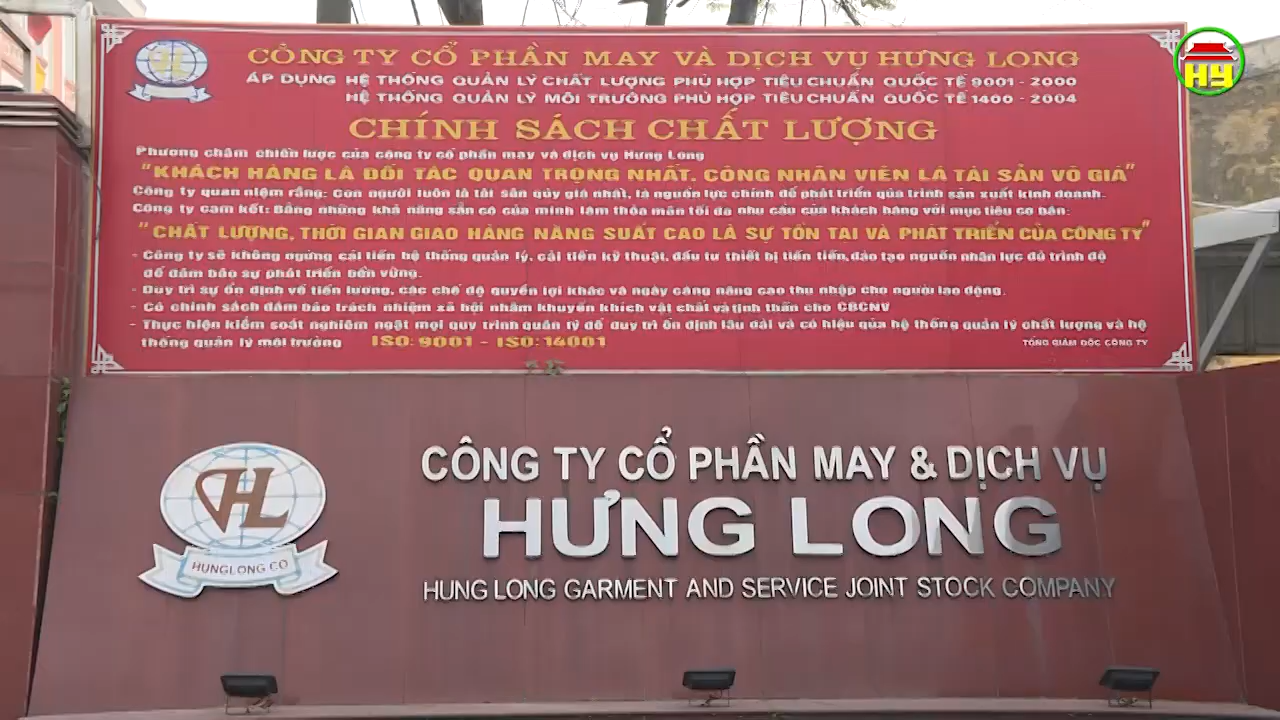 CÔNG TY CỔ PHẦN MAY VÀ DỊCH VỤ HƯNG LONG
ÁP DỤNG HỆ THỐNG QUẢN LÝ CHẤT LƯỢNG PHÙ HỢP TIÊU CHUẨN QUỐC TẾ 9001 - 2000
HỆ THỐNG QUẢN LÝ MÔI TRƯỜNG PHÙ HỢP TIÊU CHUẨN QUỐC TẾ 1400 - 2004
HL
HY
CHÍNH SÁCH CHẤT LƯỢNG
Phương châm chiến lược của công ty cổ phần may và dịch vụ Hưng Long
"KHÁCH HÀNG LÀ ĐỐI TÁC QUAN TRỌNG NHẤT. CÔNG NHÂN VIÊN LÀ TÀI SẢN VÔ GIÁ"
Công ty quan niệm rằng: Con người luôn là tài sản qúy giá nhất, là nguồn lực chính để phát triển qúa trình sản xuất kinh doanh.
Công ty cam kết: Bằng những khả năng sẵn có của mình làm thỏa mãn tối đa nhu cầu của khách hàng với mục tiêu cơ bản:
"CHẤT LƯỢNG, THỜI GIAN GIAO HÀNG NĂNG SUẤT CAO LÀ SỰ TỒN TẠI VÀ PHÁT TRIỂN CỦA CÔNG TY"
- Công ty sẽ không ngừng cải tiến hệ thống quản lý, cải tiến kỹ thuật, đầu tư thiết bị tiên tiến, đào tạo nguồn nhân lực đủ trình độ
để đảm bảo sự phát triển bền vững.
- Duy trì sự ổn định về tiền lương, các chế độ quyền lợi khác và ngày càng nâng cao thu nhập cho người lao động.
- Có chính sách đảm bảo trách nhiệm xã hội nhằm khuyến khích vật chất và tinh thần cho CBCNV
- Thực hiện kiểm soát nghiêm ngặt mọi quy trình quản lý để duy trì ổn định lâu dài và có hiệu qủa hệ thống quản lý chất lượng và hệ
thống quản lý môi trường ISO: 9001 - ISO: 14001
TỔNG GIÁM ĐỐC CÔNG TY
HL
HUNGLONG CO
CÔNG TY CỔ PHẦN MAY & DỊCH VỤ
HƯNG LONG
HUNG LONG GARMENT AND SERVICE JOINT STOCK COMPANY